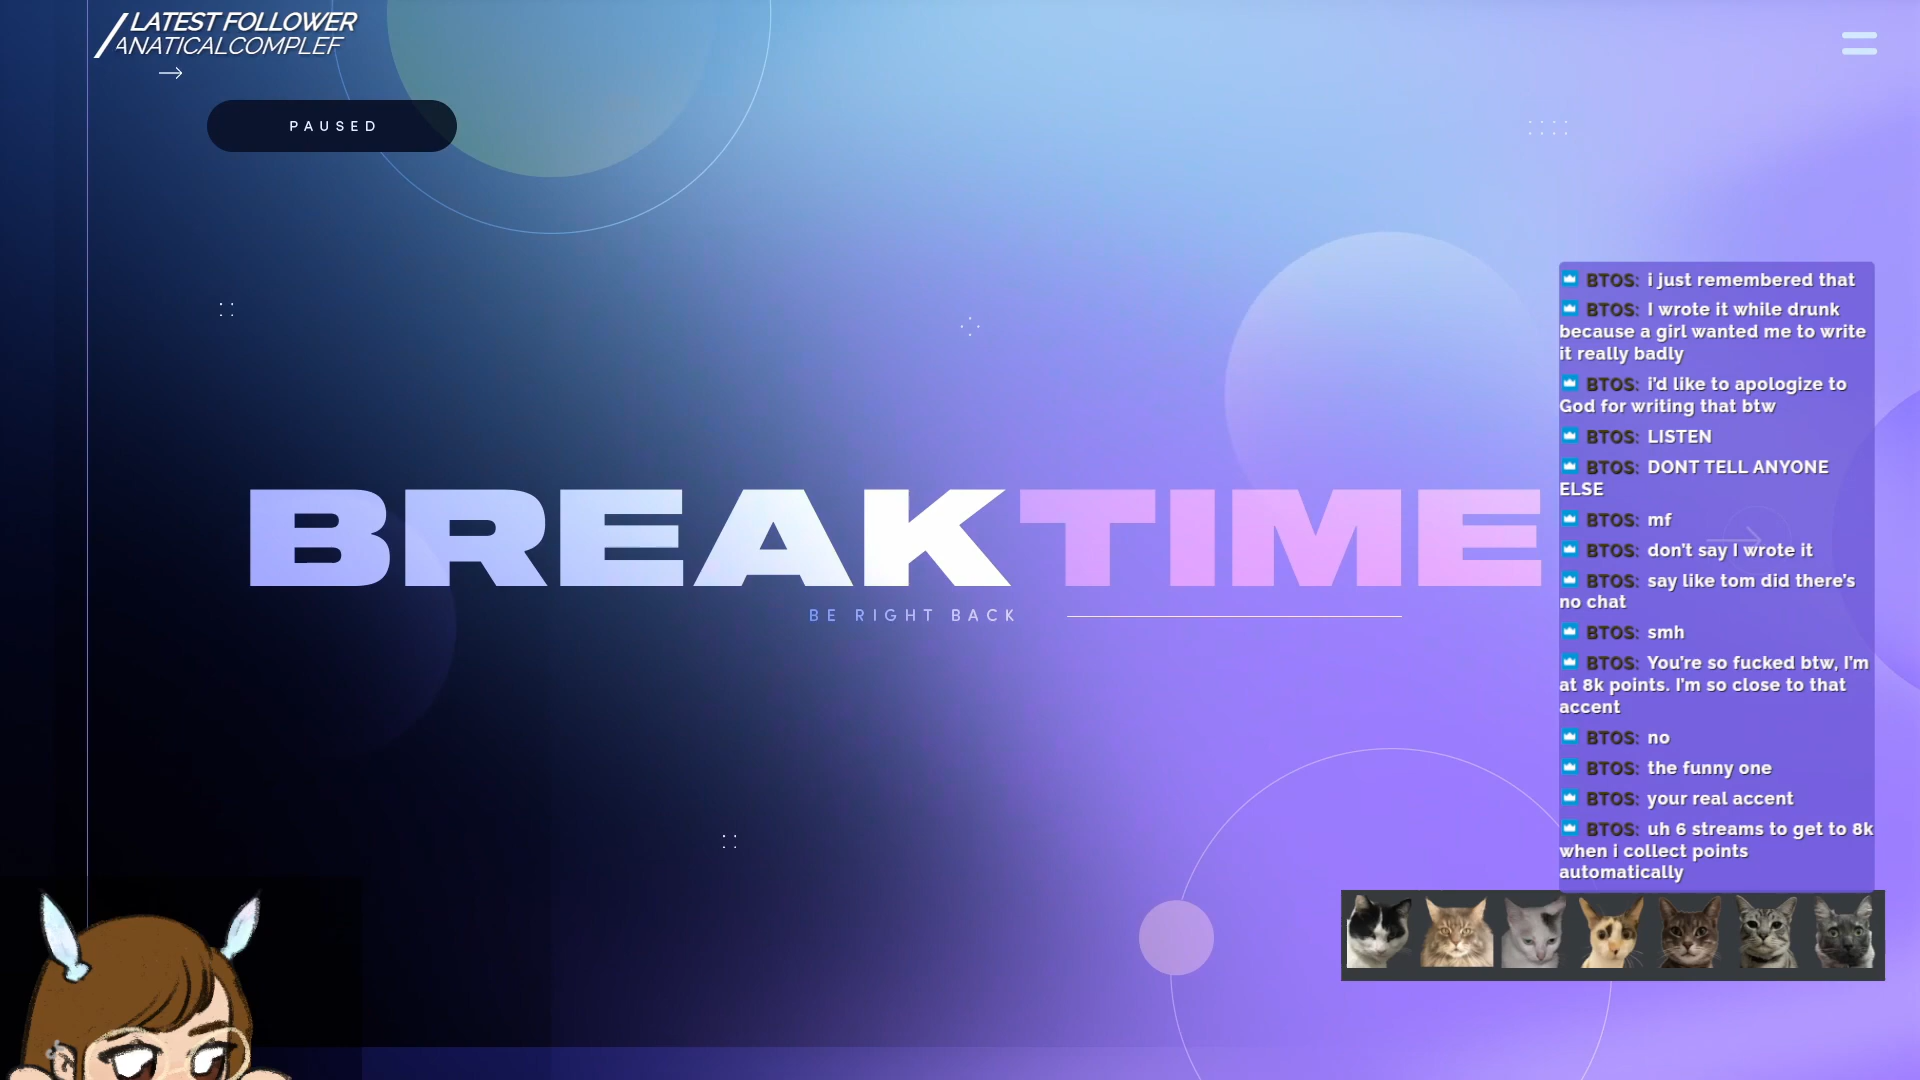 LATEST FOLLOWER
ANATICALCOMPLEF
PAUSED
BREAKTIME
BE RIGHT BACK
BTOS: i just remembered that
BTOS: I wrote it while drunk
because a girl wanted me to write
it really badly
BTOS: i'd like to apologize to
God for writing that btw
BTOS: LISTEN
BTOS: DONT TELL ANYONE
ELSE
BTOS: mf
BTOS: don't say I wrote it
BTOS: say like tom did there's
no chat
BTOS: smh
BTOS: You're so fucked btw, I'm
at 8k points. I'm so close to that
accent
BTOS: no
BTOS: the funny one
BTOS: your real accent
BTOS: uh 6 streams to get to 8k
when i collect points
automatically